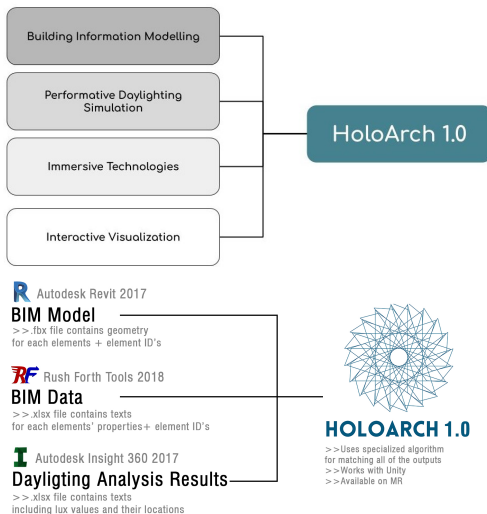 Building Information Modelling
Performative Daylighting
Simulation
Immersive Technologies
Interactive Visualization
HoloArch 1.0
R Autodesk Revit 2017
BIM Model
>>.fbx file contains geometry
for each elements + element ID's
RF Rush Forth Tools 2018
BIM Data
>>.xlsx file contains texts
for each elements' properties+ element ID's
I Autodesk Insight 360 2017
Dayligting Analysis Results
>>.xlsx file contains texts
including lux values and their locations
HOLOARCH 1.0
>>Uses specialized algorithm
for matching all of the outputs
>>Works with Unity
>>Available on MR